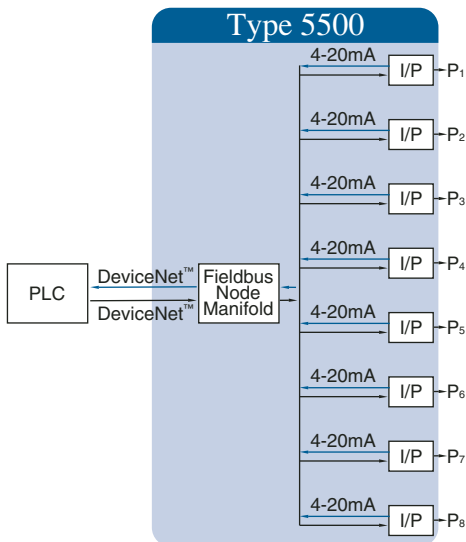 Type 5500
4-20mA
I/P
P1
4-20mA
I/P
P2
4-20mA
I/P
P3
4-20mA
I/P
P4
DeviceNet™
PLC
DeviceNet™
Fieldbus
Node
Manifold
4-20mA
I/P
P5
4-20mA
I/P
P6
4-20mA
I/P
P7
4-20mA
I/P
P8